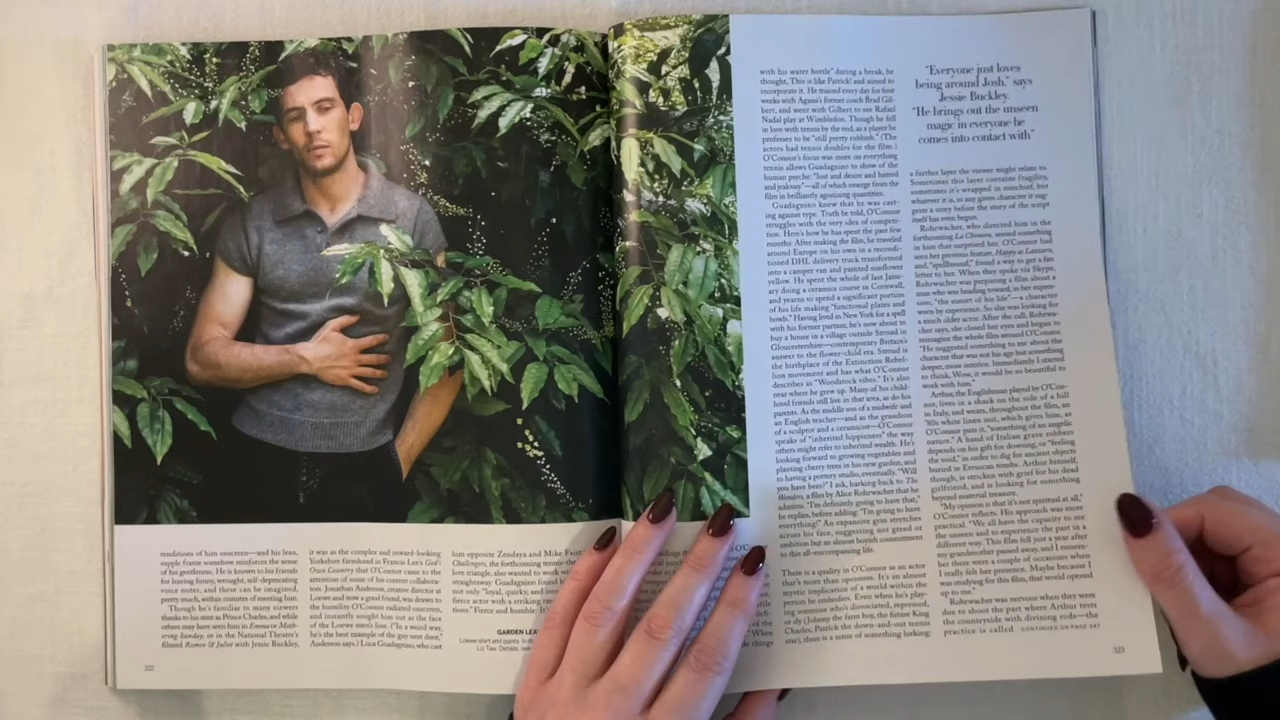 renditions of him onscreen—and his lean,
supple frame somehow reinforces the sense
of his gentleness. He is known to his friends
for leaving funny, wrought, self-deprecating
voice notes, and these can be imagined,
pretty much, within minutes of meeting him.
Though he's familiar to many viewers
thanks to his stint as Prince Charles, and while
others may have seen him in Emma or Moth-
ering Sunday, or in the National Theatre's
filmed Romeo & Juliet with Jessie Buckley,
it was as the complex and inward-looking
Yorkshire farmhand in Francis Lee's God's
Own Country that O'Connor came to the
attention of some of his current collabora-
tors. Jonathan Anderson, creative director at
Loewe and now a good friend, was drawn to
the humility O'Connor radiated onscreen,
and instantly sought him out as the face
of the Loewe men's line. ("In a weird way,
he's the best example of the guy next door,"
Anderson says.) Luca Guadagnino, who cast
him opposite Zendaya and Mike Faist
Challengers, the forthcoming tennis-the
love triangle, also wanted to work w
straightaway. Guadagnino found h
not only "loyal, quirky, and in
fierce actor with a striking ran
tions." Fierce and humble: It's
GARDEN LEA
Loewe shirt and pants. In th
Liz Taw. Details, see
322
with his water bottle" during a break, he
thought, This is like Patrick! and aimed to
incorporate it. He trained every day for four
weeks with Agassi's former coach Brad Gil-
bert, and went with Gilbert to see Rafael
Nadal play at Wimbledon. Though he fell
in love with tennis by the end, as a player he
professes to be "still pretty rubbish." (The
actors had tennis doubles for the film.)
O'Connor's focus was more on everything
tennis allows Guadagnino to show of the
human psyche: "lust and desire and hatred
and jealousy"—all of which emerge from the
film in brilliantly agonizing quantities.
Guadagnino knew that he was cast-
ing against type. Truth be told, O'Connor
struggles with the very idea of competi-
tion. Here's how he has spent the past few
months: After making the film, he traveled
around Europe on his own in a recondi-
tioned DHL delivery truck transformed
into a camper van and painted sunflower
yellow. He spent the whole of last Janu-
ary doing a ceramics course in Cornwall,
and yearns to spend a significant portion
of his life making "functional plates and
bowls." Having lived in New York for a spell
with his former partner, he's now about to
buy a house in a village outside Stroud in
Gloucestershire—contemporary Britain's
answer to the flower-child era. Stroud is
the birthplace of the Extinction Rebel-
lion movement and has what O'Connor
describes as "Woodstock vibes." It's also
near where he grew up. Many of his child-
hood friends still live in that area, as do his
parents. As the middle son of a midwife and
an English teacher—and as the grandson
of a sculptor and a ceramicist—O'Connor
speaks of "inherited hippieness" the way
others might refer to inherited wealth. He's
looking forward to growing vegetables and
planting cherry trees in his new garden, and
to having a pottery studio, eventually. "Will
you have bees?" I ask, harking back to The
Wonders, a film by Alice Rohrwacher that he
admires. "I'm definitely going to have that,"
he replies, before adding: "I'm going to have
everything!" An expansive grin stretches
across his face, suggesting not greed or
ambition but an almost boyish commitment
to this all-encompassing life.
There is a quality in O'Connor as an actor
that's more than openness. It's an almost
mystic implication of a world within the
person he embodies. Even when he's play-
ing someone who's dissociated, repressed,
or sly (Johnny the farm boy, the future King
Charles, Patrick the down-and-out tennis
star), there is a sense of something lurking:
"Everyone just loves
being around Josh," says
Jessie Buckley.
"He brings out the unseen
magic in everyone he
comes into contact with"
a further layer the viewer might relate to.
Sometimes this layer contains fragility,
sometimes it's wrapped in mischief, but
whatever it is, in any given character it sug-
gests a story before the story of the script
itself has even begun.
Rohrwacher, who directed him in the
forthcoming La Chimera, sensed something
in him that surprised her. O'Connor had
seen her previous feature, Happy as Lazzaro,
and, "spellbound," found a way to get a fan
letter to her. When they spoke via Skype,
Rohrwacher was preparing a film about a
man who was heading toward, in her expres-
sion, "the sunset of his life"—a character
worn by experience. So she was looking for
a much older actor. After the call, Rohrwa-
cher says, she closed her eyes and began to
reimagine the whole film around O'Connor.
"He suggested something to me about the
character that was not his age but something
deeper, more interior. Immediately I started
to think, Wow, it would be so beautiful to
work with him."
Arthur, the Englishman played by O'Con-
nor, lives in a shack on the side of a hill
in Italy, and wears, throughout the film, an
'80s white linen suit, which gives him, as
O'Connor puts it, "something of an angelic
nature." A band of Italian grave robbers
depends on his gift for dowsing, or "feeling
the void," in order to dig for ancient objects
buried in Etruscan tombs. Arthur himself,
though, is stricken with grief for his dead
girlfriend, and is looking for something
beyond material treasure.
"My opinion is that it's not spiritual at all,"
O'Connor reflects. His approach was more
practical. "We all have the capacity to see
the unseen and to experience the past in a
different way. This film fell just a year after
my grandmother passed away, and I remem-
ber there were a couple of occasions when
I really felt her presence. Maybe because I
was studying for this film, that world opened
up to me."
Rohrwacher was nervous when they were
due to shoot the part where Arthur tests
the countryside with divining rods—the
practice is called CONTINUED ON PAGE 347
323